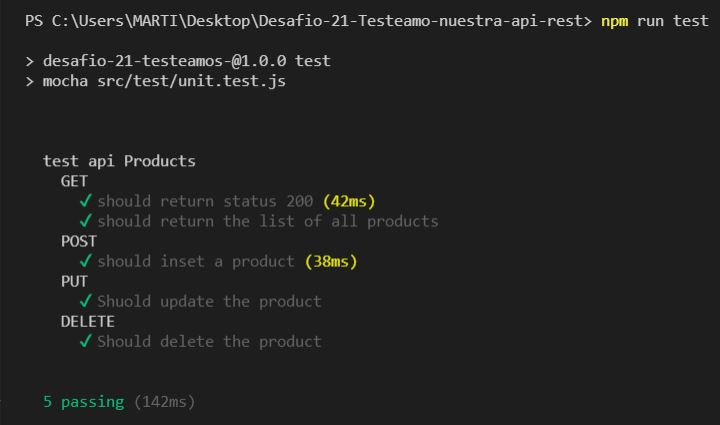 PS C:\Users\MARTI\Desktop\Desafio-21-Testeamo-nuestra-api-rest> npm run test
> desafio-21-testeamos-@1.0.0 test
> mocha src/test/unit.test.js
test api Products
GET
✓ should return status 200 (42ms)
✓ should return the list of all products
POST
✓ should inset a product (38ms)
PUT
✓ Shuold update the product
DELETE
✓ Should delete the product
5 passing (142ms)